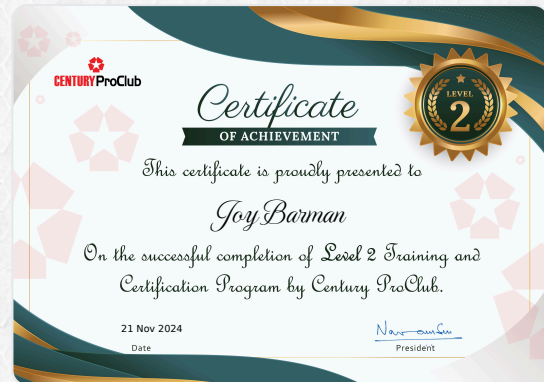 CENTURY ProClub
Certificate
OF ACHIEVEMENT
LEVEL
2
This certificate is proudly presented to
Joy Barman
On the successful completion of Level 2 Training and
Certification Program by Century ProClub.
21 Nov 2024
Date
President